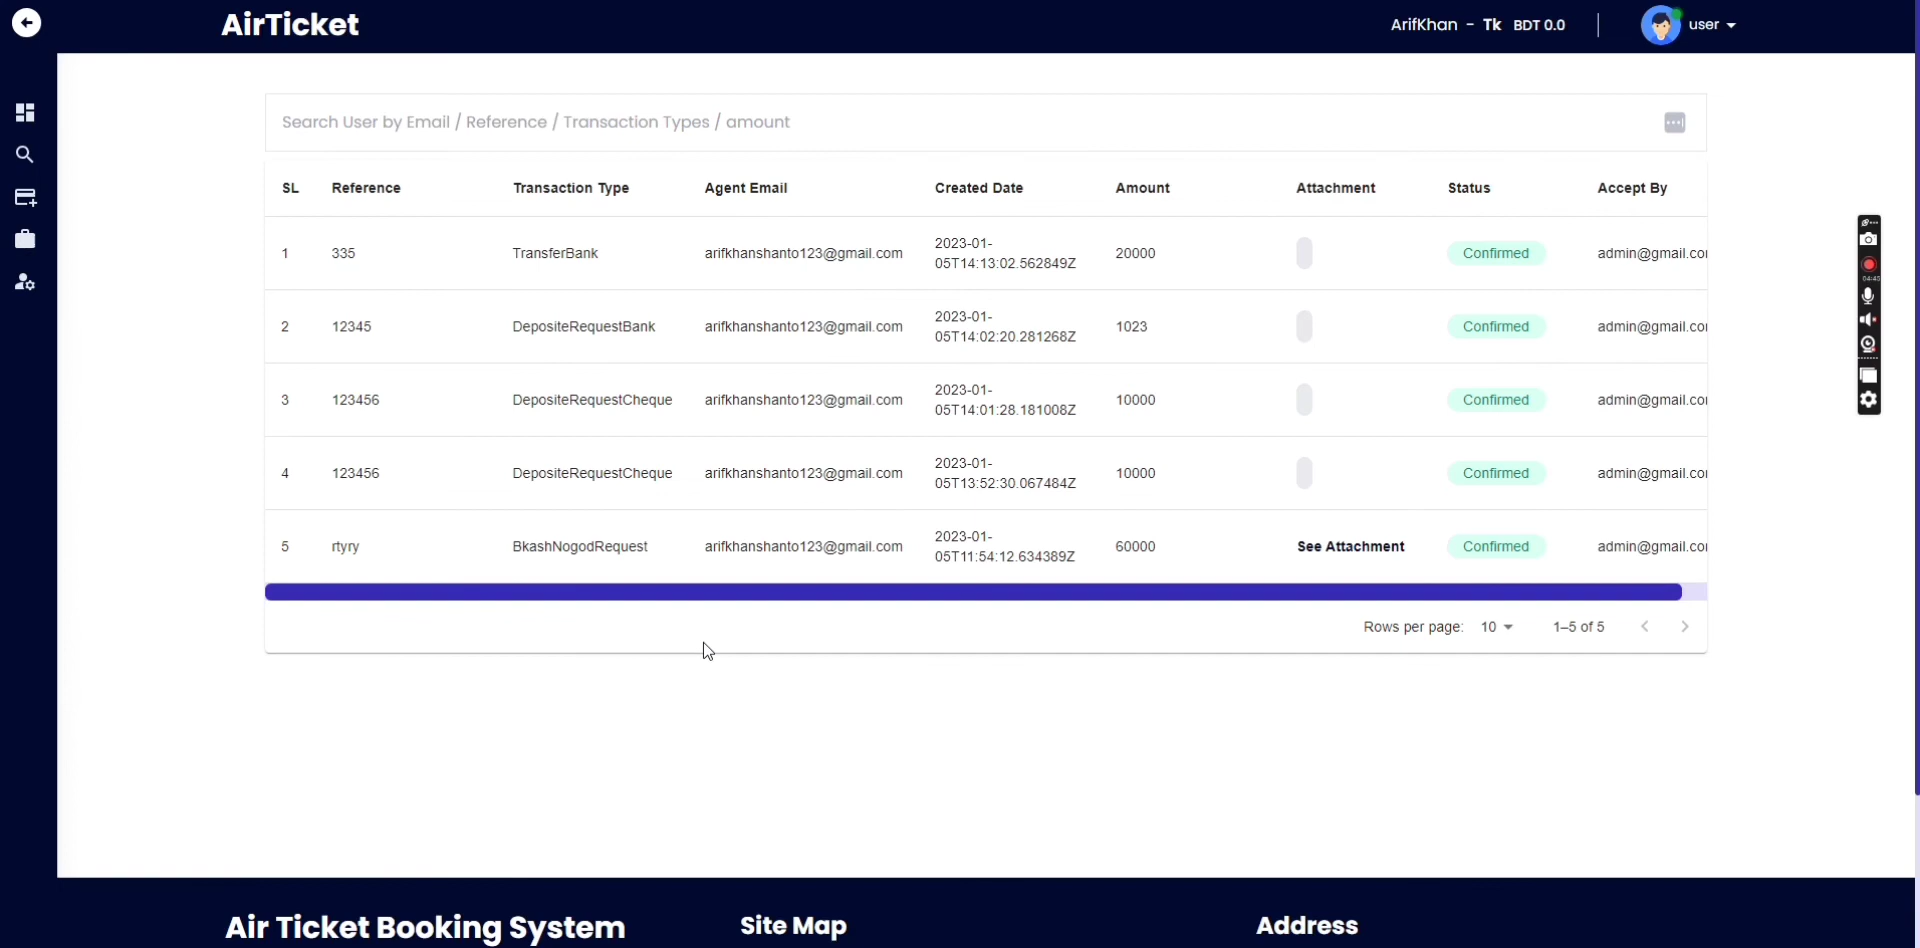 AirTicket
ArifKhan - Tk BDT 0.0
user
Search User by Email / Reference / Transaction Types / amount
SL Reference Transaction Type Agent Email Created Date Amount Attachment Status Accept By
1 335 TransferBank arifkhanshanto123@gmail.com 2023-01-
05T14:13:02.562849Z 20000 Confirmed admin@gmail.co
2 12345 DepositeRequestBank arifkhanshanto123@gmail.com 2023-01-
05T14:02:20.281268Z 1023 Confirmed admin@gmail.co
3 123456 DepositeRequestCheque arifkhanshanto123@gmail.com 2023-01-
05T14:01:28.181008Z 10000 Confirmed admin@gmail.co
4 123456 DepositeRequestCheque arifkhanshanto123@gmail.com 2023-01-
05T13:52:30.067484Z 10000 Confirmed admin@gmail.co
5 rtyry BkashNogodRequest arifkhanshanto123@gmail.com 2023-01-
05T11:54:12.634389Z 60000 See Attachment Confirmed admin@gmail.co
Rows per page: 10 1–5 of 5
Air Ticket Booking System
Site Map
Address